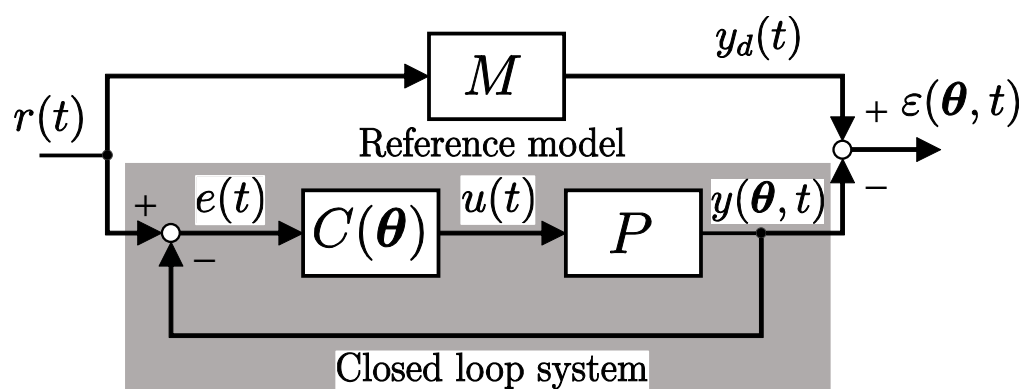 M
y_d(t)
r(t)
+
ε(θ, t)
Reference model
+
e(t)
u(t)
y(θ, t)
−
C(θ)
P
−
Closed loop system